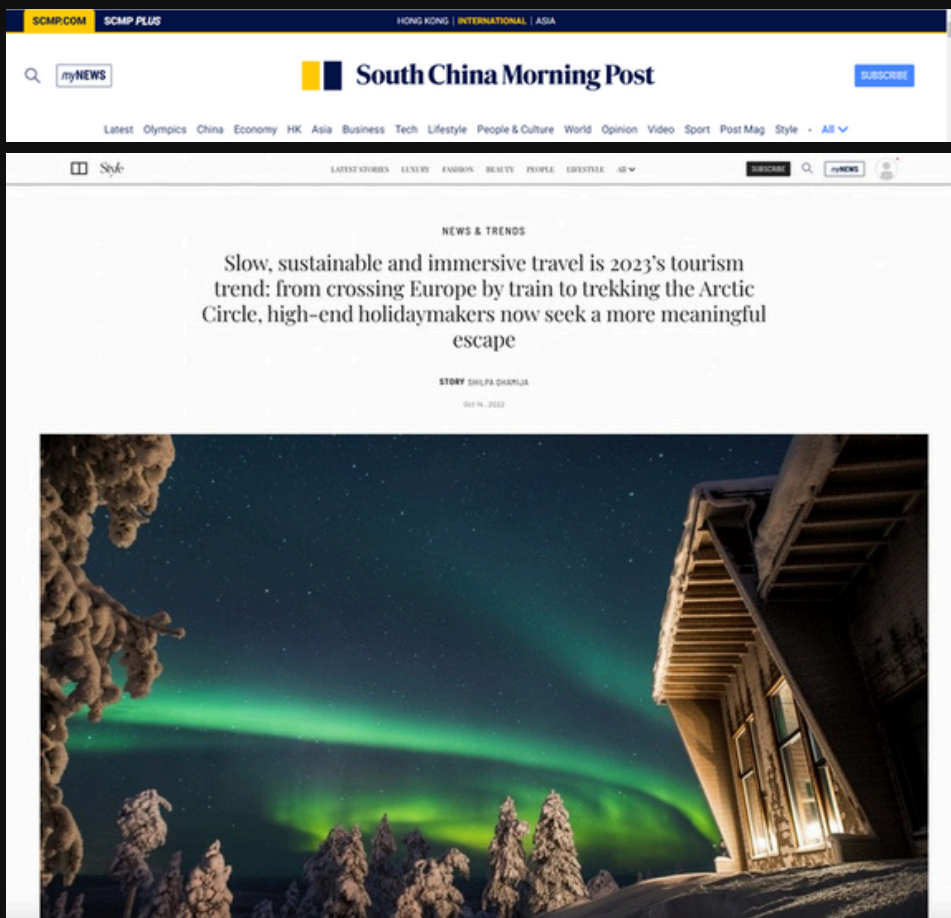 SCMP.COM SCMP PLUS HONG KONG | INTERNATIONAL | ASIA
myNEWS South China Morning Post SUBSCRIBE
Latest Olympics China Economy HK Asia Business Tech Lifestyle People & Culture World Opinion Video Sport Post Mag Style - All
Style LATEST STORIES LUXURY FASHION BEAUTY PEOPLE LIFESTYLE All SUBSCRIBE myNEWS
NEWS & TRENDS
Slow, sustainable and immersive travel is 2023's tourism
trend: from crossing Europe by train to trekking the Arctic
Circle, high-end holidaymakers now seek a more meaningful
escape
STORY SHILPA DHAMIJA
Oct 14, 2022